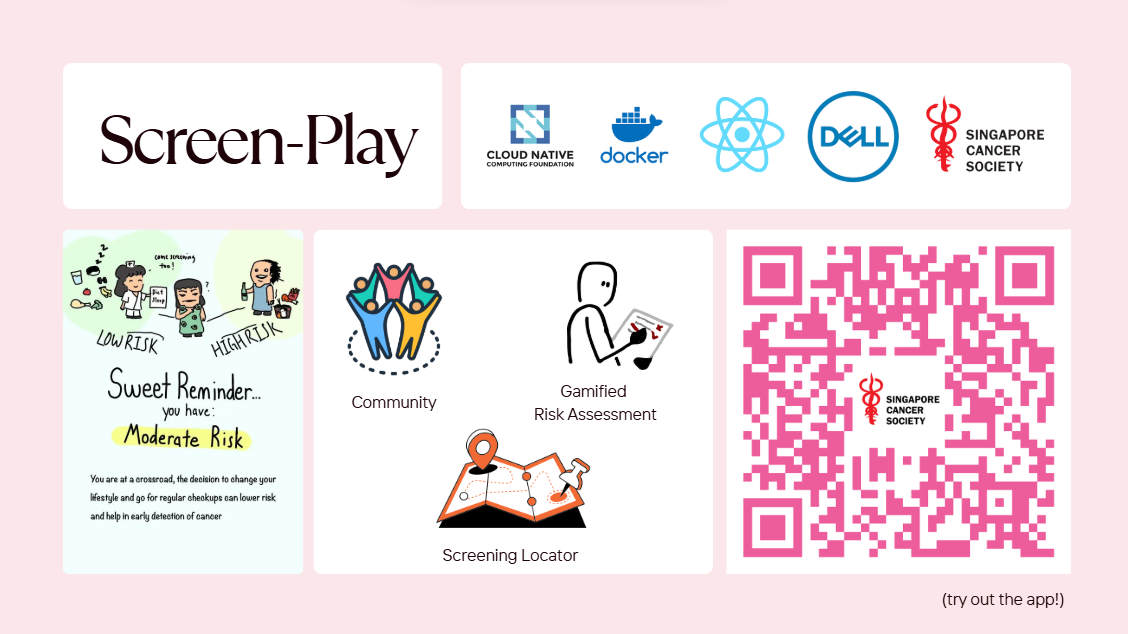 Screen-Play
CLOUD NATIVE
COMPUTING FOUNDATION
docker
DELL
SINGAPORE
CANCER
SOCIETY
come screening
too!
Diet
Sleep
?
LOW RISK
HIGH RISK
Sweet Reminder...
you have:
Moderate Risk
You are at a crossroad, the decision to change your
lifestyle and go for regular checkups can lower risk
and help in early detection of cancer
Community
Gamified
Risk Assessment
Screening Locator
SINGAPORE
CANCER
SOCIETY
(try out the app!)